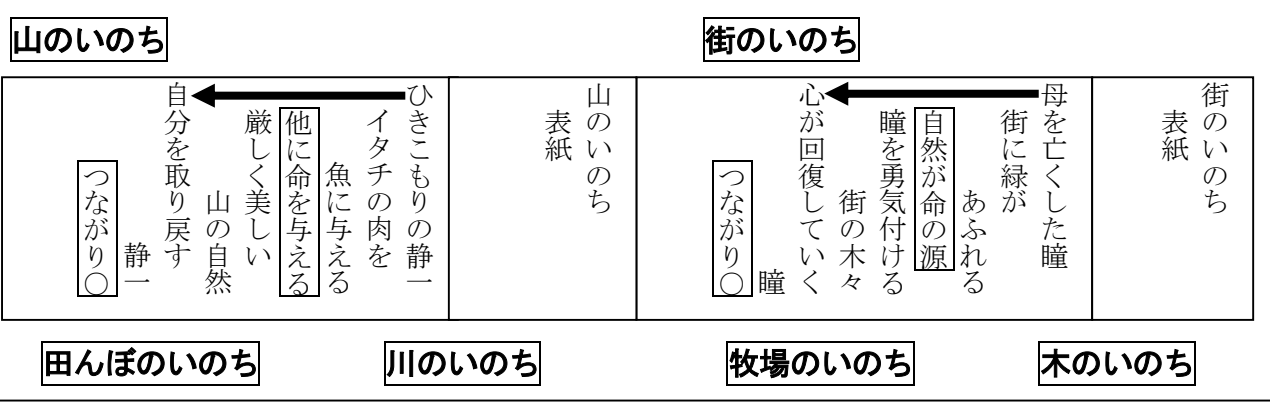 街のいのち
山のいのち
街のいのち
表紙
母を亡くした瞳
街に緑が
あふれる
自然が命の源
瞳を勇気付ける
街の木々
心が回復していく
瞳
つながり○
山のいのち
表紙
ひきこもりの静一
イタチの肉を
魚に与える
他に命を与える
厳しく美しい
山の自然
自分を取り戻す
静一
つながり○
木のいのち
牧場のいのち
川のいのち
田んぼのいのち